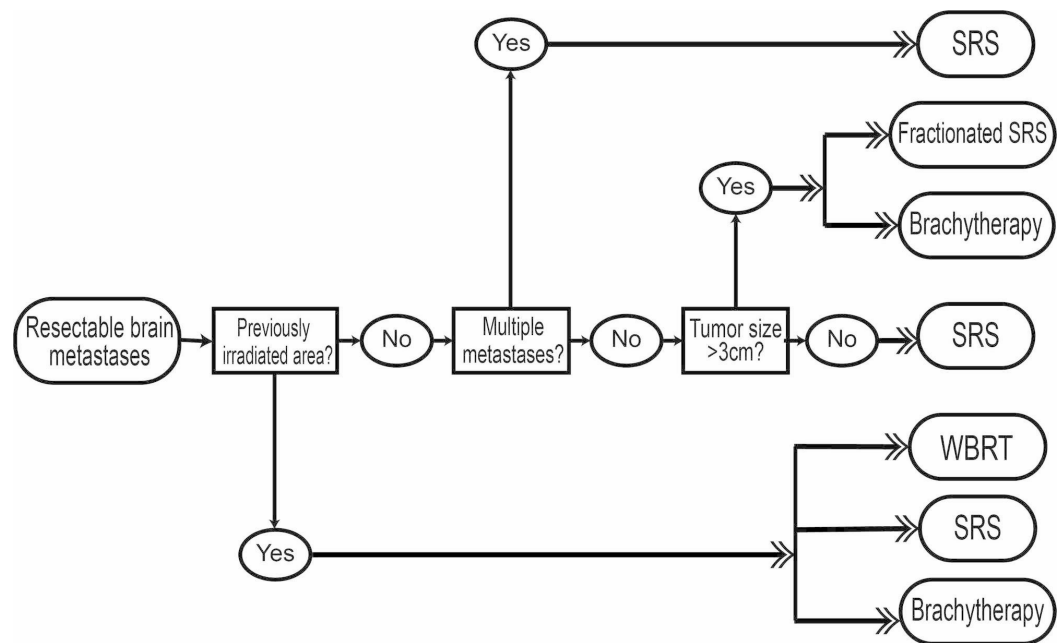 Yes
SRS
Fractionated SRS
Yes
Brachytherapy
Resectable brain
metastases
Previously
irradiated area?
No
Multiple
metastases?
No
Tumor size
>3cm?
No
SRS
WBRT
SRS
Yes
Brachytherapy